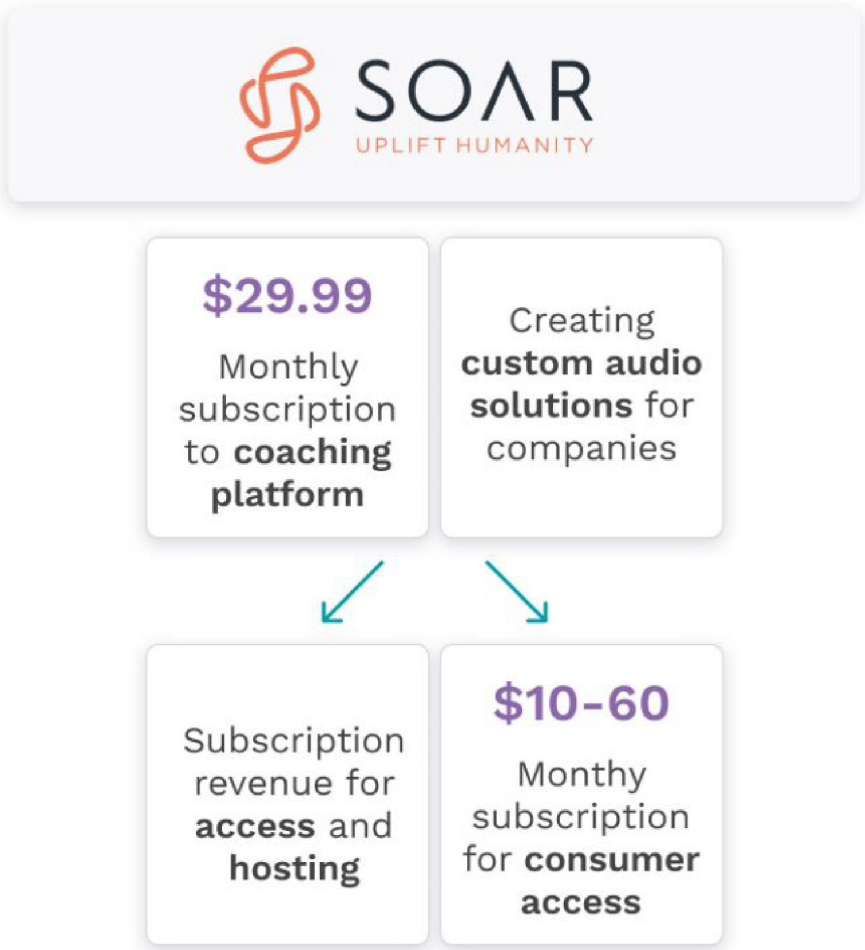 SOAR
UPLIFT HUMANITY
$29.99
Monthly
subscription
to coaching
platform
Creating
custom audio
solutions for
companies
Subscription
revenue for
access and
hosting
$10-60
Monthy
subscription
for consumer
access